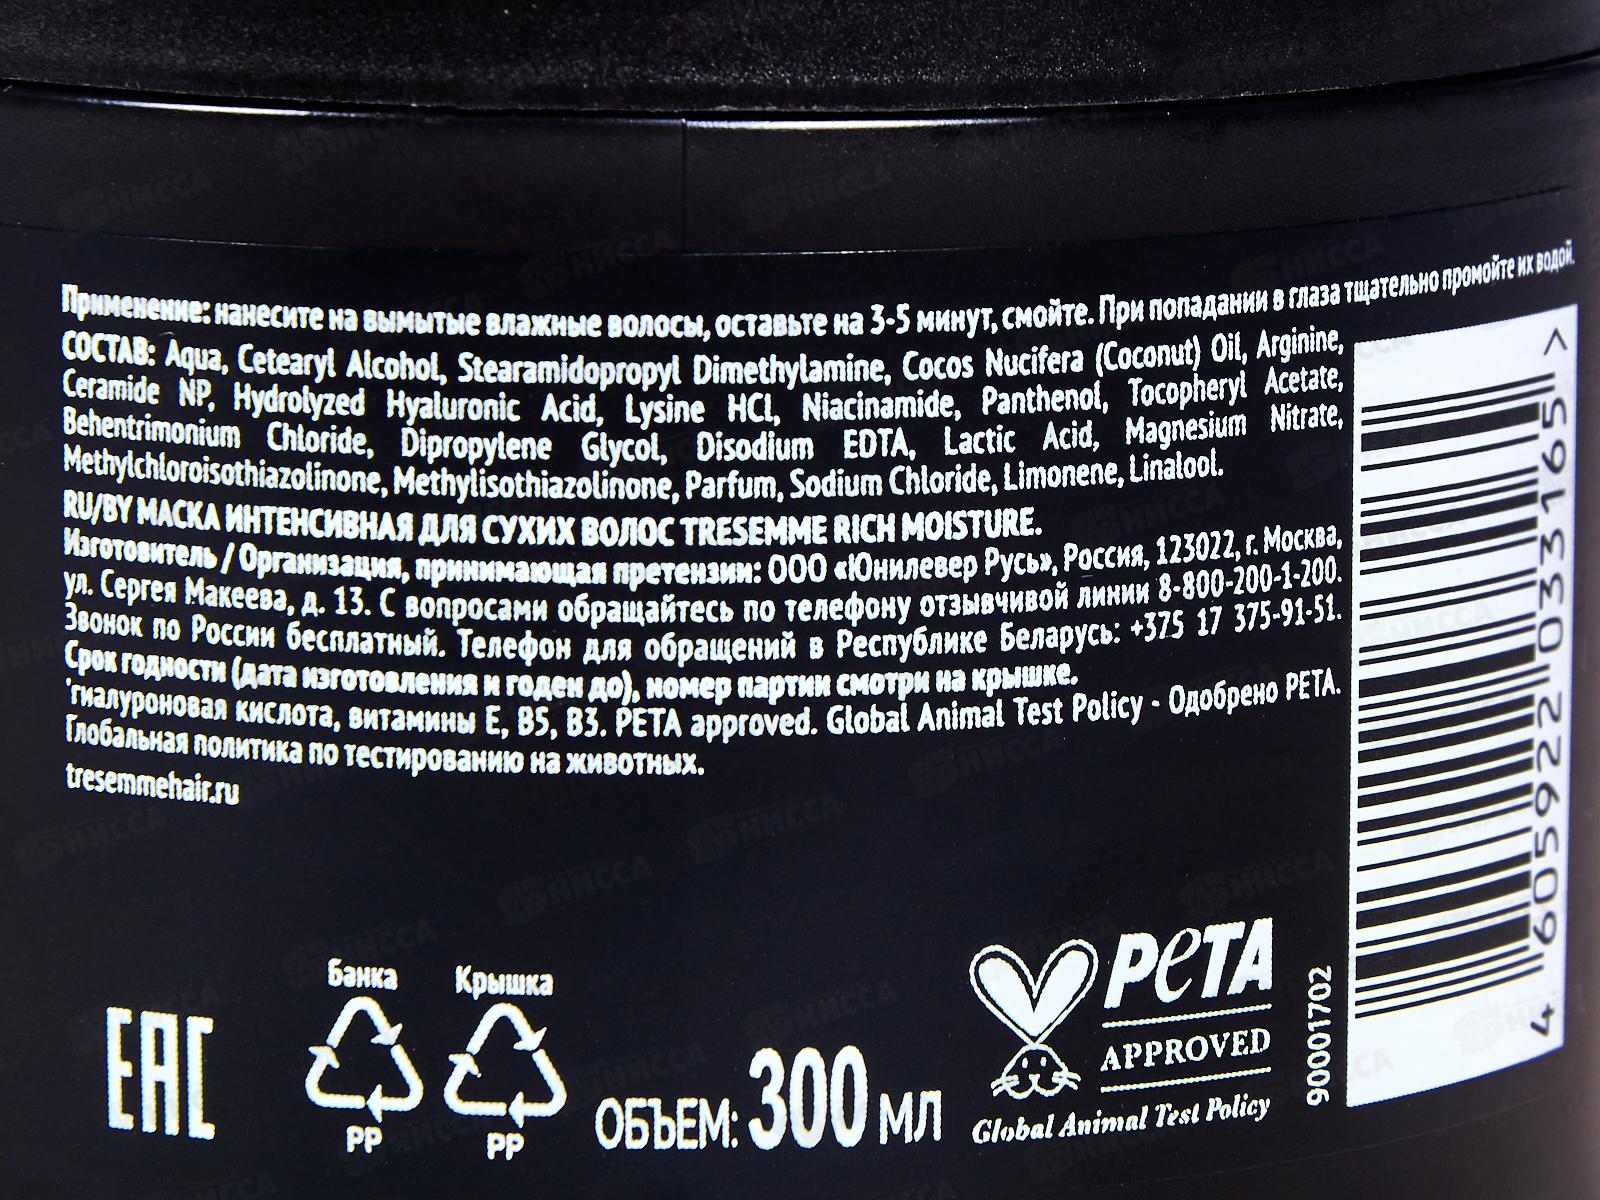 Применение: нанесите на вымытые влажные волосы, оставьте на 3-5 минут, смойте. При попадании в глаза тщательно промойте их водой.
СОСТАВ: Aqua, Cetearyl Alcohol, Stearamidopropyl Dimethylamine, Cocos Nucifera (Coconut) Oil, Arginine,
Ceramide NP, Hydrolyzed Hyaluronic Acid, Lysine HCl, Niacinamide, Panthenol, Tocopheryl Acetate,
Behentrimonium Chloride, Dipropylene Glycol, Disodium EDTA, Lactic Acid, Magnesium Nitrate,
Methylchloroisothiazolinone, Methylisothiazolinone, Parfum, Sodium Chloride, Limonene, Linalool.
RU/BY МАСКА ИНТЕНСИВНАЯ ДЛЯ СУХИХ ВОЛОС TRESEMME RICH MOISTURE.
Изготовитель / Организация, принимающая претензии: ООО «Юнилевер Русь», Россия, 123022, г. Москва,
ул. Сергея Макеева, д. 13. С вопросами обращайтесь по телефону отзывчивой линии 8-800-200-1-200.
Звонок по России бесплатный. Телефон для обращений в Республике Беларусь: +375 17 375-91-51.
Срок годности (дата изготовления и годен до), номер партии смотри на крышке.
*гиалуроновая кислота, витамины Е, В5, В3. PETA approved. Global Animal Test Policy - Одобрено PETA.
Глобальная политика по тестированию на животных.
tresemmehair.ru
4 605922 033165 >
90001702
Банка
Крышка
EAC
PP
PP
ОБЪЕМ: 300 МЛ
PETA
APPROVED
Global Animal Test Policy
НИССА